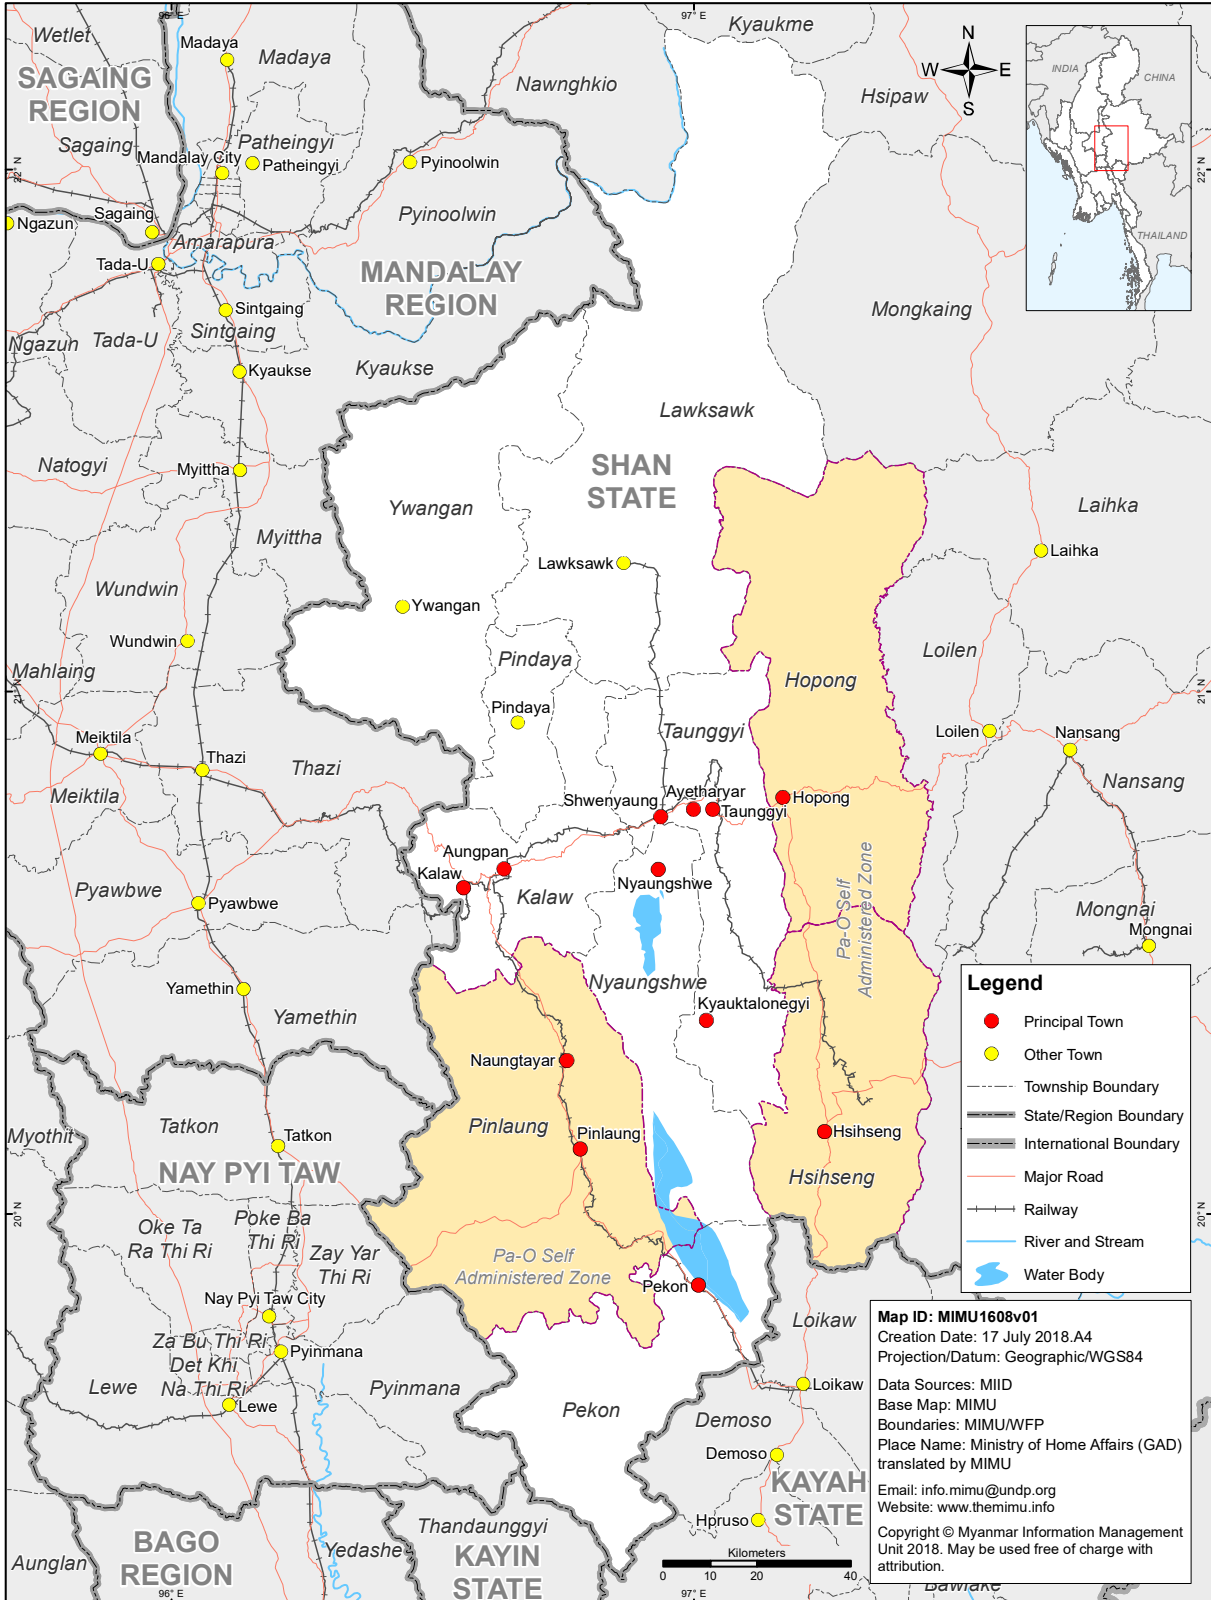 96° E
97° E
Kyaukme
Wetlet
Madaya
Madaya
N
W
E
S
INDIA
CHINA
THAILAND
SAGAING
REGION
Nawnghkio
Hsipaw
Sagaing
Patheingyi
Mandalay City
Patheingyi
Pyinoolwin
22° N
22° N
Ngazun
Sagaing
Pyinoolwin
Amarapura
Tada-U
MANDALAY
REGION
Sintgaing
Mongkaing
Ngazun
Tada-U
Sintgaing
Kyaukse
Kyaukse
Lawksawk
Natogyi
Myittha
SHAN
STATE
Ywangan
Laihka
Myittha
Laihka
Lawksawk
Wundwin
Ywangan
Wundwin
Mahlaing
Pindaya
Loilen
Hopong
21° N
21° N
Pindaya
Meiktila
Taunggyi
Loilen
Nansang
Thazi
Thazi
Nansang
Meiktila
Ayetharyar
Shwenyaung
Taunggyi
Hopong
Aungpan
Kalaw
Nyaungshwe
Pyawbwe
Pyawbwe
Kalaw
Pa-O Self
Administered Zone
Mongnai
Mongnai
Yamethin
Nyaungshwe
Kyauktalonegyi
Yamethin
Naungtayar
Legend
Principal Town
Other Town
Township Boundary
State/Region Boundary
International Boundary
Major Road
Railway
River and Stream
Water Body
Myothit
Tatkon
Tatkon
Pinlaung
Pinlaung
Hsihseng
NAY PYI TAW
Hsihseng
20° N
20° N
Oke Ta
Ra Thi Ri
Poke Ba
Thi Ri
Zay Yar
Thi Ri
Pa-O Self
Administered Zone
Nay Pyi Taw City
Pekon
Za Bu Thi Ri
Det Khi
Na Thi Ri
Pyinmana
Loikaw
Lewe
Pyinmana
Loikaw
Lewe
Pekon
Demoso
Demoso
KAYAH
STATE
Hpruso
Thandaunggyi
BAGO
REGION
Yedashe
KAYIN
STATE
Aunglan
Bawlake
Kilometers
0
10
20
40
96° E
97° E
Map ID: MIMU1608v01
Creation Date: 17 July 2018.A4
Projection/Datum: Geographic/WGS84
Data Sources: MIID
Base Map: MIMU
Boundaries: MIMU/WFP
Place Name: Ministry of Home Affairs (GAD)
translated by MIMU
Email: info.mimu@undp.org
Website: www.themimu.info
Copyright © Myanmar Information Management
Unit 2018. May be used free of charge with
attribution.